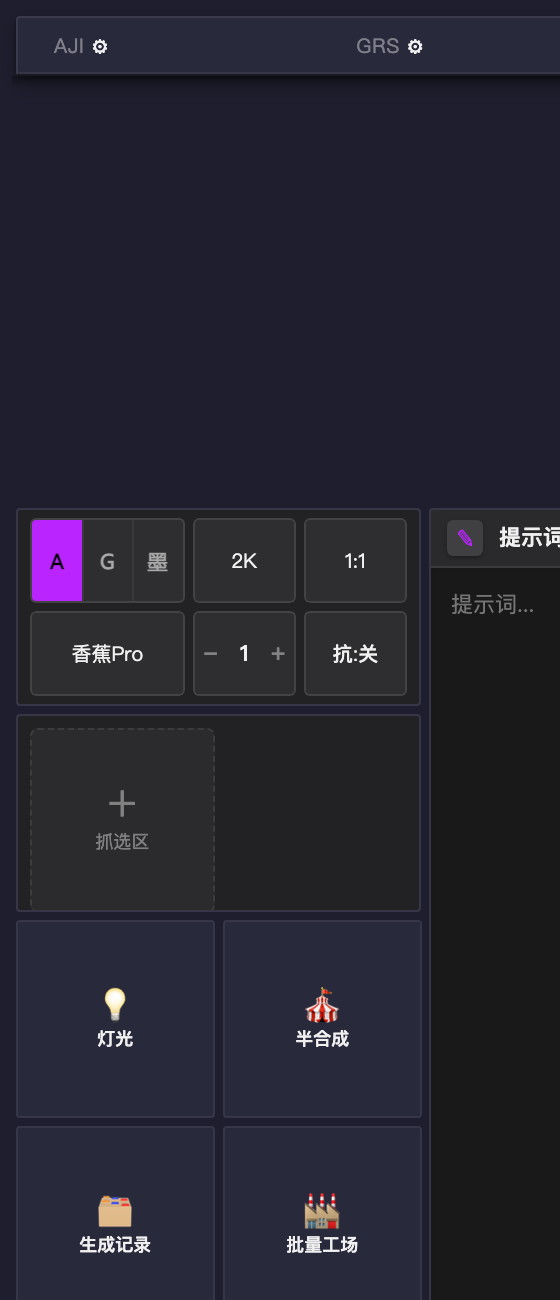 AJI GRS
A G 墨 2K 1:1
提示词
香蕉Pro − 1 + 抗:关
提示词...
+
抓选区
灯光 半合成
生成记录 批量工场